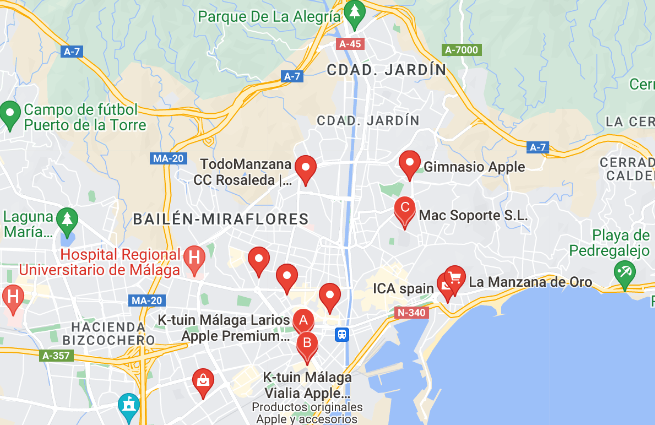 Parque De La Alegría
A-45
A-7
A-7000
CDAD. JARDÍN
A-7
Campo de fútbol
Puerto de la Torre
CDAD. JARDÍN
A-7
LA CER
MA-20
TodoManzana
CC Rosaleda |...
Gimnasio Apple
CERRAD
CALDE
C
Mac Soporte S.L.
Laguna
María...
BAILÉN-MIRAFLORES
Playa de
Pedregalejo
H
Hospital Regional
Universitario de Málaga
H
ICA spain
La Manzana de Oro
MA-20
N-340
K-tuin Málaga Larios
Apple Premium...
A
HACIENDA
BIZCOCHERO
B
A-357
K-tuin Málaga
Vialia Apple...
Productos originales
Apple y accesorios